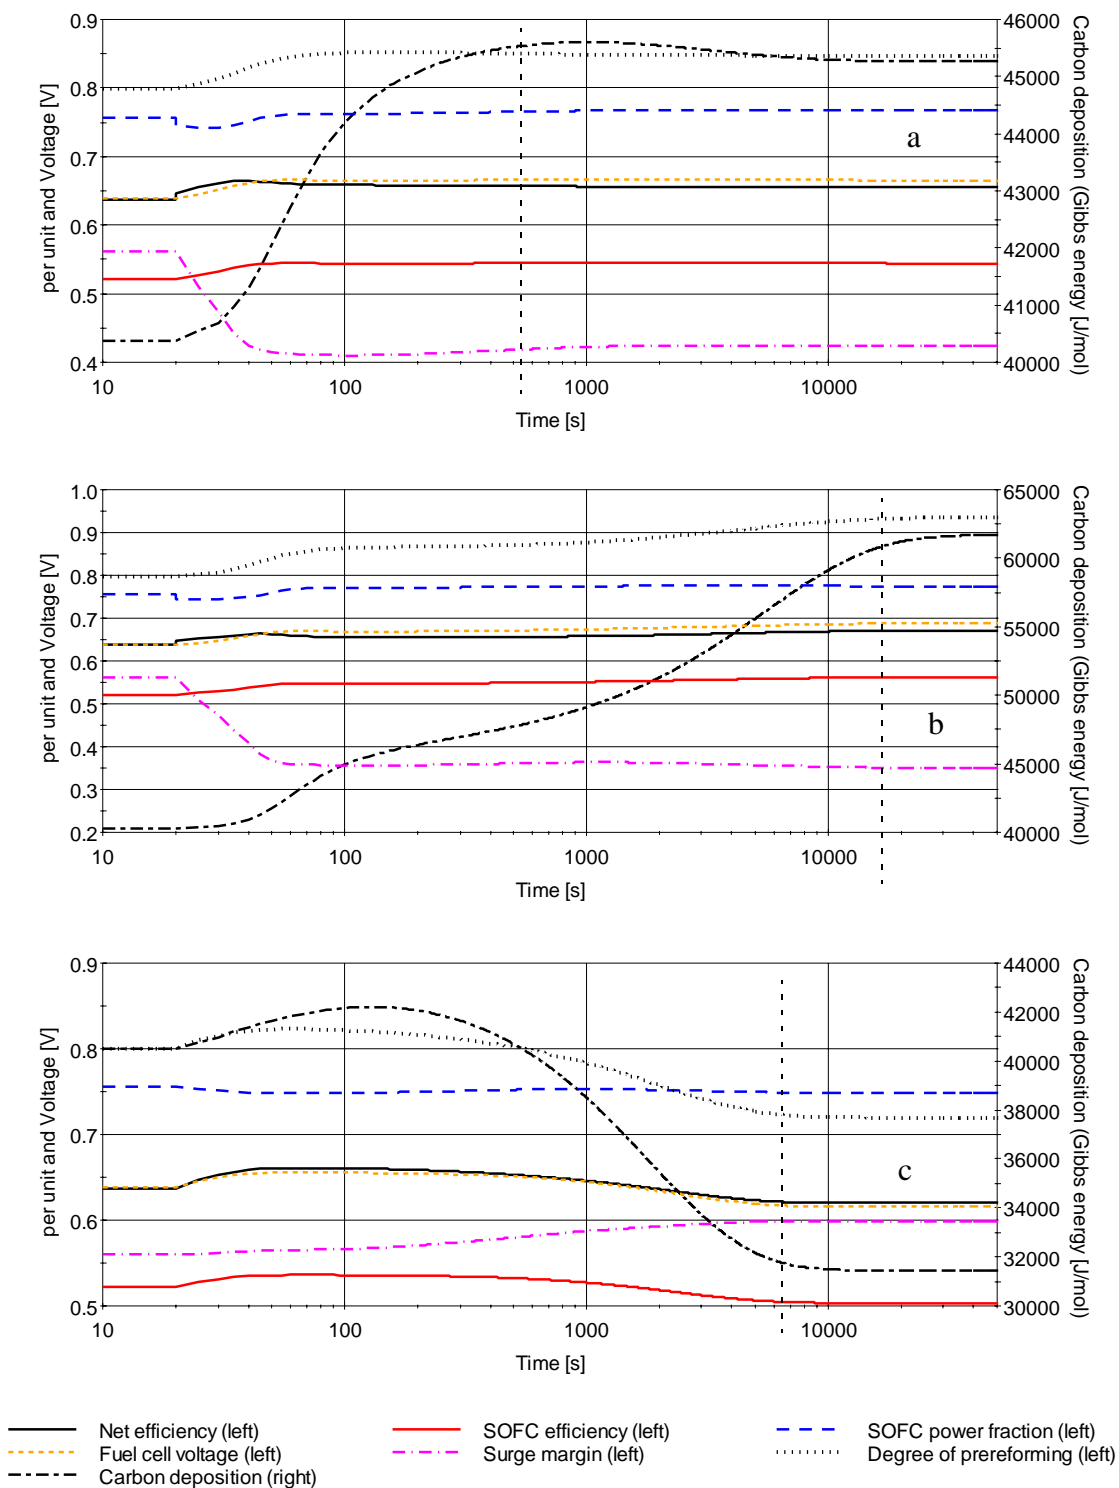 0.9
0.8
0.7
0.6
0.5
0.4
per unit and Voltage [V]
46000
45000
44000
43000
42000
41000
40000
Carbon deposition (Gibbs energy [J/mol)
a
10
100
1000
10000
Time [s]
1.0
0.9
0.8
0.7
0.6
0.5
0.4
0.3
0.2
per unit and Voltage [V]
65000
60000
55000
50000
45000
40000
Carbon deposition (Gibbs energy [J/mol)
b
10
100
1000
10000
Time [s]
0.9
0.8
0.7
0.6
0.5
per unit and Voltage [V]
44000
42000
40000
38000
36000
34000
32000
30000
Carbon deposition (Gibbs energy [J/mol)
c
10
100
1000
10000
Time [s]
Net efficiency (left)
SOFC efficiency (left)
SOFC power fraction (left)
Fuel cell voltage (left)
Surge margin (left)
Degree of prereforming (left)
Carbon deposition (right)